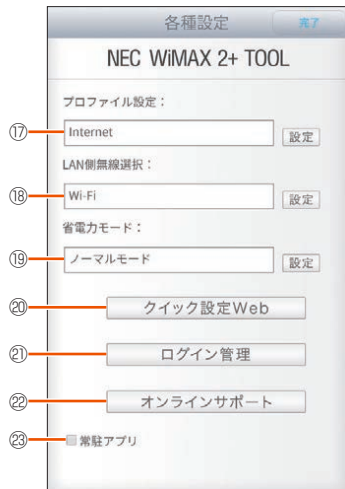 各種設定 完了
NEC WiMAX 2+ TOOL
プロファイル設定：
⑰ Internet 設定
LAN側無線選択：
⑱ Wi-Fi 設定
省電力モード：
⑲ ノーマルモード 設定
⑳ クイック設定Web
㉑ ログイン管理
㉒ オンラインサポート
㉓ 常駐アプリ